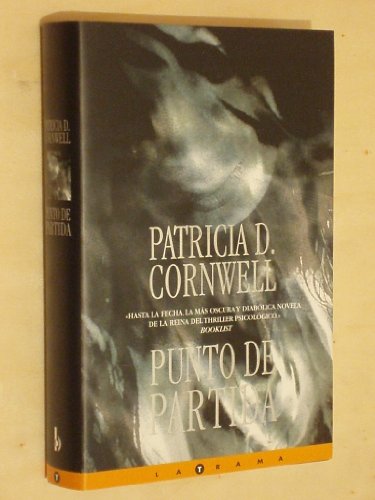 PATRICIA D.
CORNWELL
PUNTO DE
PARTIDA
b
T
PATRICIA D.
CORNWELL
«HASTA LA FECHA, LA MÁS OSCURA Y DIABÓLICA NOVELA
DE LA REINA DEL THRILLER PSICOLÓGICO.»
BOOKLIST
PUNTO DE
PARTIDA
LA TRAMA